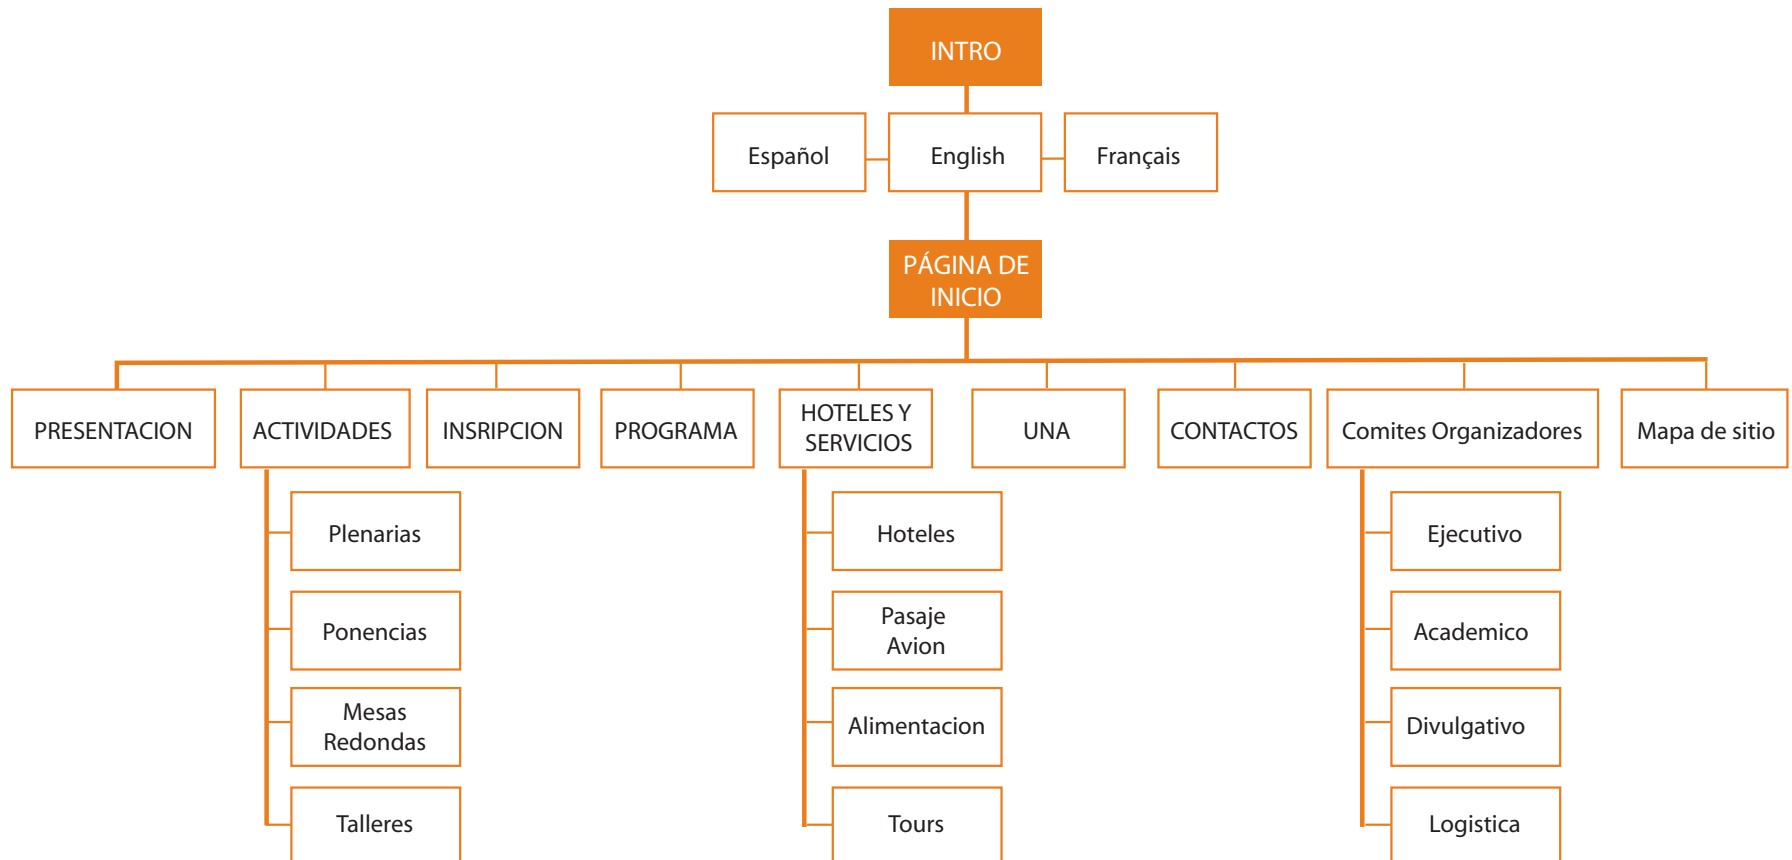 INTRO
Español
English
Français
PÁGINA DE
INICIO
PRESENTACION
ACTIVIDADES
INSRIPCION
PROGRAMA
HOTELES Y
SERVICIOS
UNA
CONTACTOS
Comites Organizadores
Mapa de sitio
Plenarias
Ponencias
Mesas
Redondas
Talleres
Hoteles
Pasaje
Avion
Alimentacion
Tours
Ejecutivo
Academico
Divulgativo
Logistica